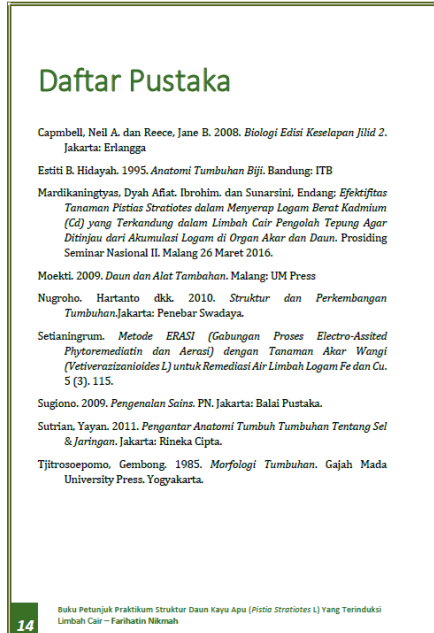 Daftar Pustaka
Capmbell, Neil A. dan Reece, Jane B. 2008. Biologi Edisi Keselapan Jilid 2.
Jakarta: Erlangga
Estiti B. Hidayah. 1995. Anatomi Tumbuhan Biji. Bandung: ITB
Mardikaningtyas, Dyah Afiat. Ibrohim. dan Sunarsini, Endang; Efektifitas
Tanaman Pistias Stratiotes dalam Menyerap Logam Berat Kadmium
(Cd) yang Terkandung dalam Limbah Cair Pengolah Tepung Agar
Ditinjau dari Akumulasi Logam di Organ Akar dan Daun. Prosiding
Seminar Nasional II. Malang 26 Maret 2016.
Moekti. 2009. Daun dan Alat Tambahan. Malang: UM Press
Nugroho. Hartanto dkk. 2010. Struktur dan Perkembangan
Tumbuhan.Jakarta: Penebar Swadaya.
Setianingrum. Metode ERASI (Gabungan Proses Electro-Assited
Phytoremediatin dan Aerasi) dengan Tanaman Akar Wangi
(Vetiverazizanioides L) untuk Remediasi Air Limbah Logam Fe dan Cu.
5 (3). 115.
Sugiono. 2009. Pengenalan Sains. PN. Jakarta: Balai Pustaka.
Sutrian, Yayan. 2011. Pengantar Anatomi Tumbuh Tumbuhan Tentang Sel
& Jaringan. Jakarta: Rineka Cipta.
Tjitrosoepomo, Gembong. 1985. Morfologi Tumbuhan. Gajah Mada
University Press. Yogyakarta.
Buku Petunjuk Praktikum Struktur Daun Kayu Apu (Pistia Stratiotes L) Yang Terinduksi
14 Limbah Cair – Farihatin Nikmah